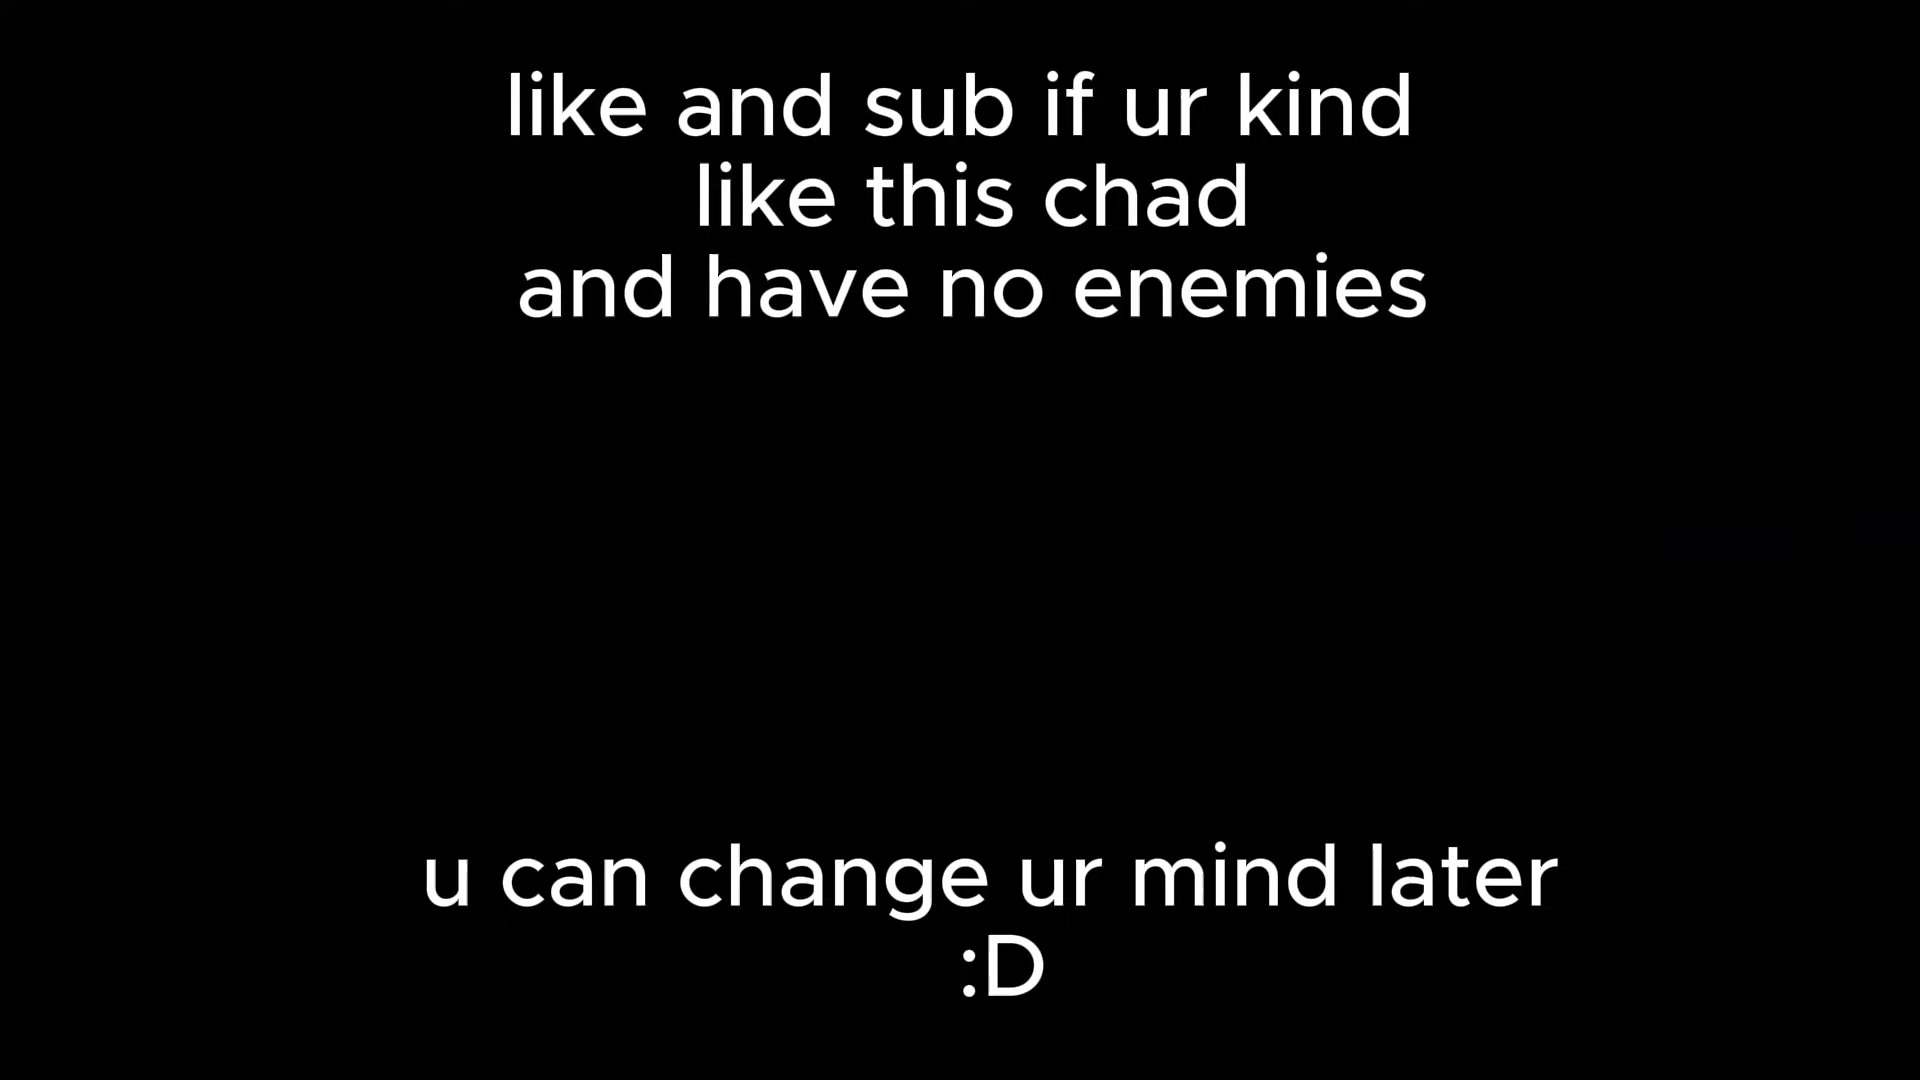 like and sub if ur kind
like this chad
and have no enemies
u can change ur mind later
:D